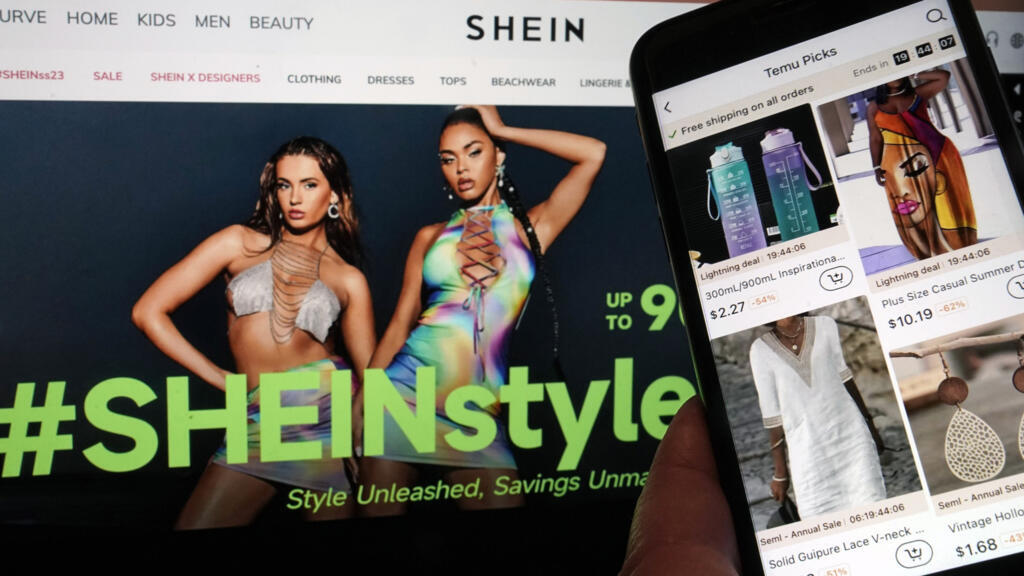 URVE HOME KIDS MEN BEAUTY
SHEIN
#SHEINss23 SALE SHEIN X DESIGNERS CLOTHING DRESSES TOPS BEACHWEAR LINGERIE &
UP
TO 9
#SHEINstyle
Style Unleashed, Savings Unma
Temu Picks
Ends in 19 : 44 : 07
Free shipping on all orders
Lightning deal | 19:44:06
300mL/900mL Inspirationa...
$2.27 -54%
Lightning deal | 19:44:06
Plus Size Casual Summer D
$10.19 -62%
SemI - Annual Sale | 06:19:44:06
Solid Guipure Lace V-neck ...
-51%
SemI - Annual Sale
Vintage Hollo
$1.68 -43%